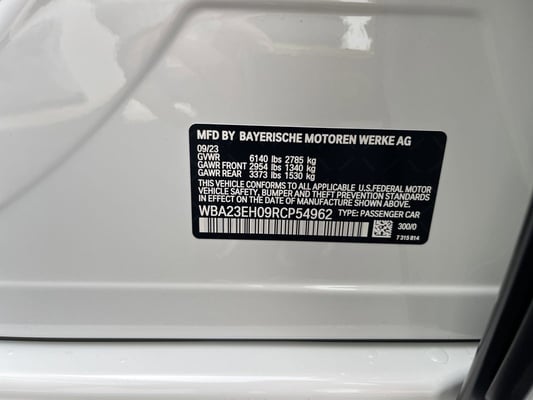 MFD BY BAYERISCHE MOTOREN WERKE AG
09/23
GVWR 6140 lbs 2785 kg
GAWR FRONT 2954 lbs 1340 kg
GAWR REAR 3373 lbs 1530 kg
THIS VEHICLE CONFORMS TO ALL APPLICABLE U.S. FEDERAL MOTOR
VEHICLE SAFETY, BUMPER AND THEFT PREVENTION STANDARDS
IN EFFECT ON THE DATE OF MANUFACTURE SHOWN ABOVE.
WBA23EH09RCP54962 TYPE: PASSENGER CAR
300/0
7 315 814